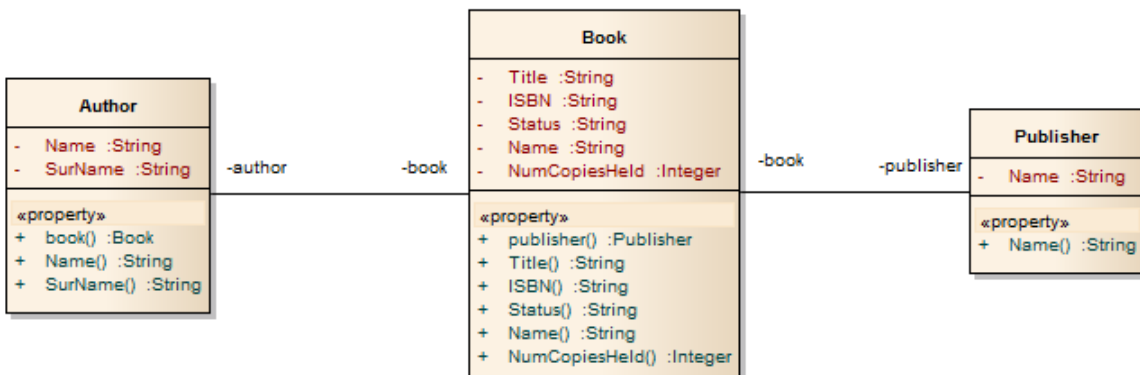 Author
- Name :String
- SurName :String
«property»
+ book() :Book
+ Name() :String
+ SurName() :String
-author
-book
Book
- Title :String
- ISBN :String
- Status :String
- Name :String
- NumCopiesHeld :Integer
«property»
+ publisher() :Publisher
+ Title() :String
+ ISBN() :String
+ Status() :String
+ Name() :String
+ NumCopiesHeld() :Integer
-book
-publisher
Publisher
- Name :String
«property»
+ Name() :String